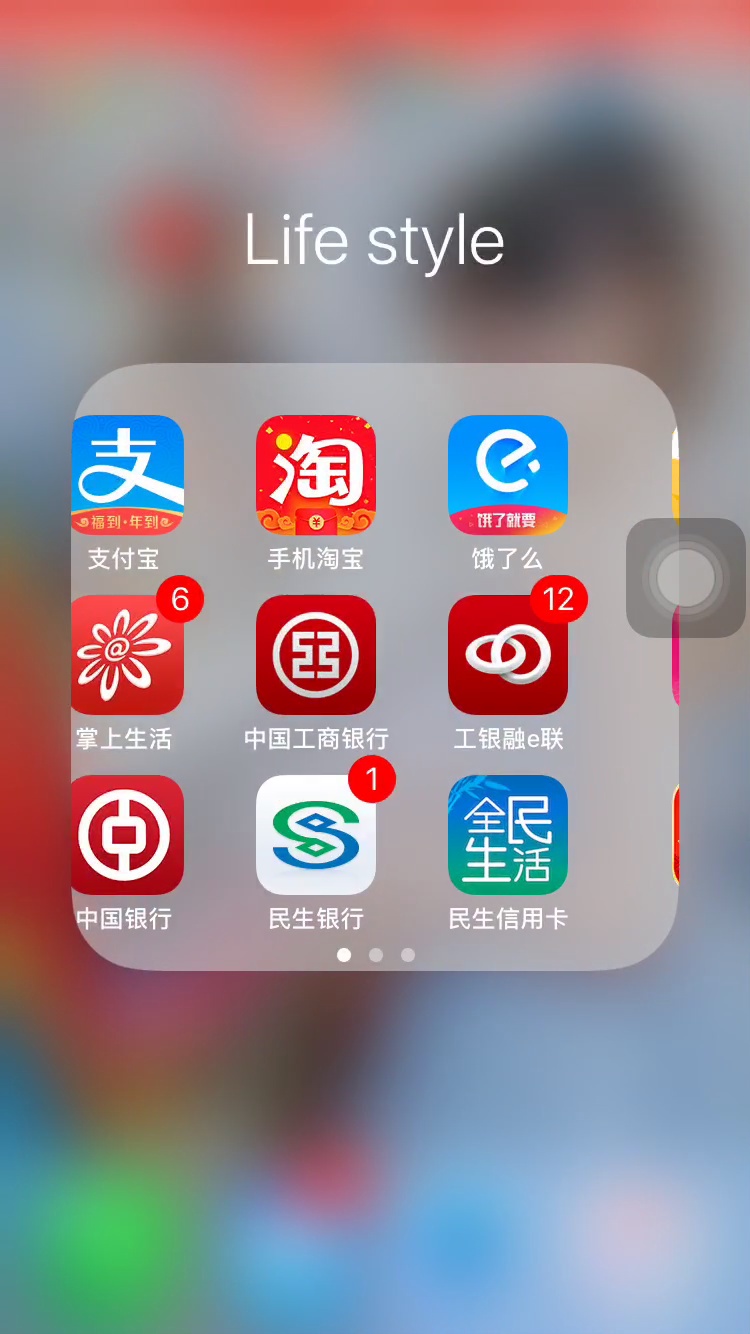 Life style
支
福到·年到
支付宝
淘
手机淘宝
饿了就要
饿了么
6
@
掌上生活
中国工商银行
12
工银融e联
中国银行
1
民生银行
全民
生活
民生信用卡